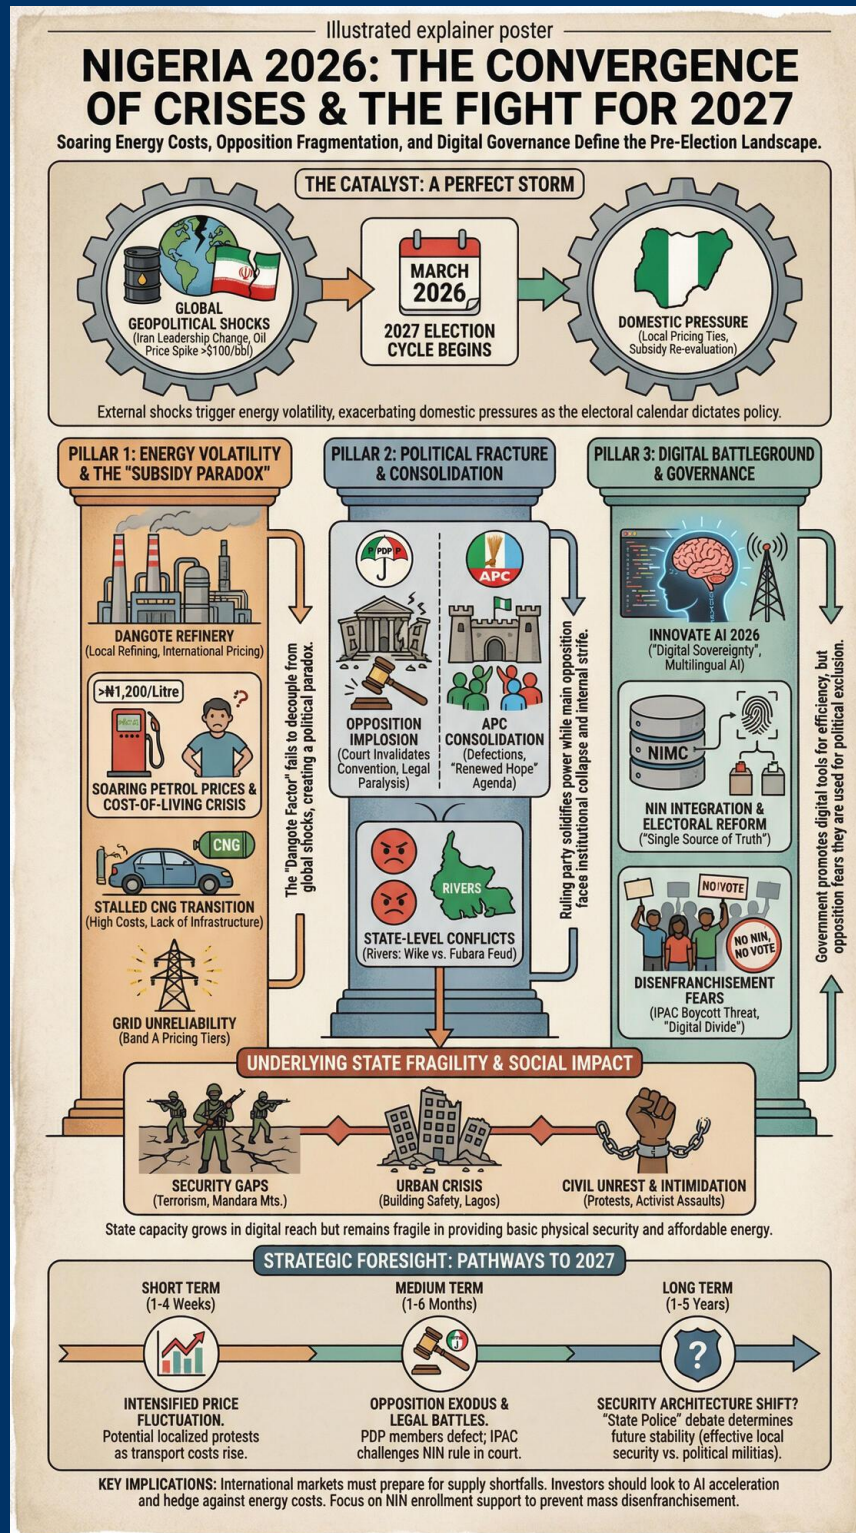 Illustrated explainer poster
NIGERIA 2026: THE CONVERGENCE
OF CRISES & THE FIGHT FOR 2027
Soaring Energy Costs, Opposition Fragmentation, and Digital Governance Define the Pre-Election Landscape.
THE CATALYST: A PERFECT STORM
GLOBAL
GEOPOLITICAL SHOCKS
(Iran Leadership Change, Oil
Price Spike >$100/bbl)
MARCH
2026
2027 ELECTION
CYCLE BEGINS
DOMESTIC PRESSURE
(Local Pricing Ties,
Subsidy Re-evaluation)
External shocks trigger energy volatility, exacerbating domestic pressures as the electoral calendar dictates policy.
PILLAR 1: ENERGY VOLATILITY
& THE "SUBSIDY PARADOX"
DANGOTE REFINERY
(Local Refining, International Pricing)
>₦1,200/Litre
SOARING PETROL PRICES &
COST-OF-LIVING CRISIS
CNG
STALLED CNG TRANSITION
(High Costs, Lack of Infrastructure)
GRID UNRELIABILITY
(Band A Pricing Tiers)
The "Dangote Factor" fails to decouple from
global shocks, creating a political paradox.
PILLAR 2: POLITICAL FRACTURE
& CONSOLIDATION
P PDP P
APC
OPPOSITION
IMPLOSION
(Court Invalidates
Convention, Legal
Paralysis)
APC
CONSOLIDATION
(Defections,
"Renewed Hope"
Agenda)
RIVERS
STATE-LEVEL CONFLICTS
(Rivers: Wike vs. Fubara Feud)
Ruling party solidifies power while main opposition
faces institutional collapse and internal strife.
PILLAR 3: DIGITAL BATTLEGROUND
& GOVERNANCE
INNOVATE AI 2026
("Digital Sovereignty",
Multilingual AI)
NIMC
NIN INTEGRATION &
ELECTORAL REFORM
("Single Source of Truth")
NO!VOTE
NO NIN,
NO VOTE
DISENFRANCHISEMENT
FEARS
(IPAC Boycott Threat,
"Digital Divide")
Government promotes digital tools for efficiency, but
opposition fears they are used for political exclusion.
UNDERLYING STATE FRAGILITY & SOCIAL IMPACT
SECURITY GAPS
(Terrorism, Mandara Mts.)
URBAN CRISIS
(Building Safety, Lagos)
CIVIL UNREST & INTIMIDATION
(Protests, Activist Assaults)
State capacity grows in digital reach but remains fragile in providing basic physical security and affordable energy.
STRATEGIC FORESIGHT: PATHWAYS TO 2027
SHORT TERM
(1-4 Weeks)
INTENSIFIED PRICE
FLUCTUATION.
Potential localized protests
as transport costs rise.
MEDIUM TERM
(1-6 Months)
OPPOSITION EXODUS &
LEGAL BATTLES.
PDP members defect; IPAC
challenges NIN rule in court.
LONG TERM
(1-5 Years)
?
SECURITY ARCHITECTURE SHIFT?
"State Police" debate determines
future stability (effective local
security vs. political militias).
KEY IMPLICATIONS: International markets must prepare for supply shortfalls. Investors should look to AI acceleration
and hedge against energy costs. Focus on NIN enrollment support to prevent mass disenfranchisement.